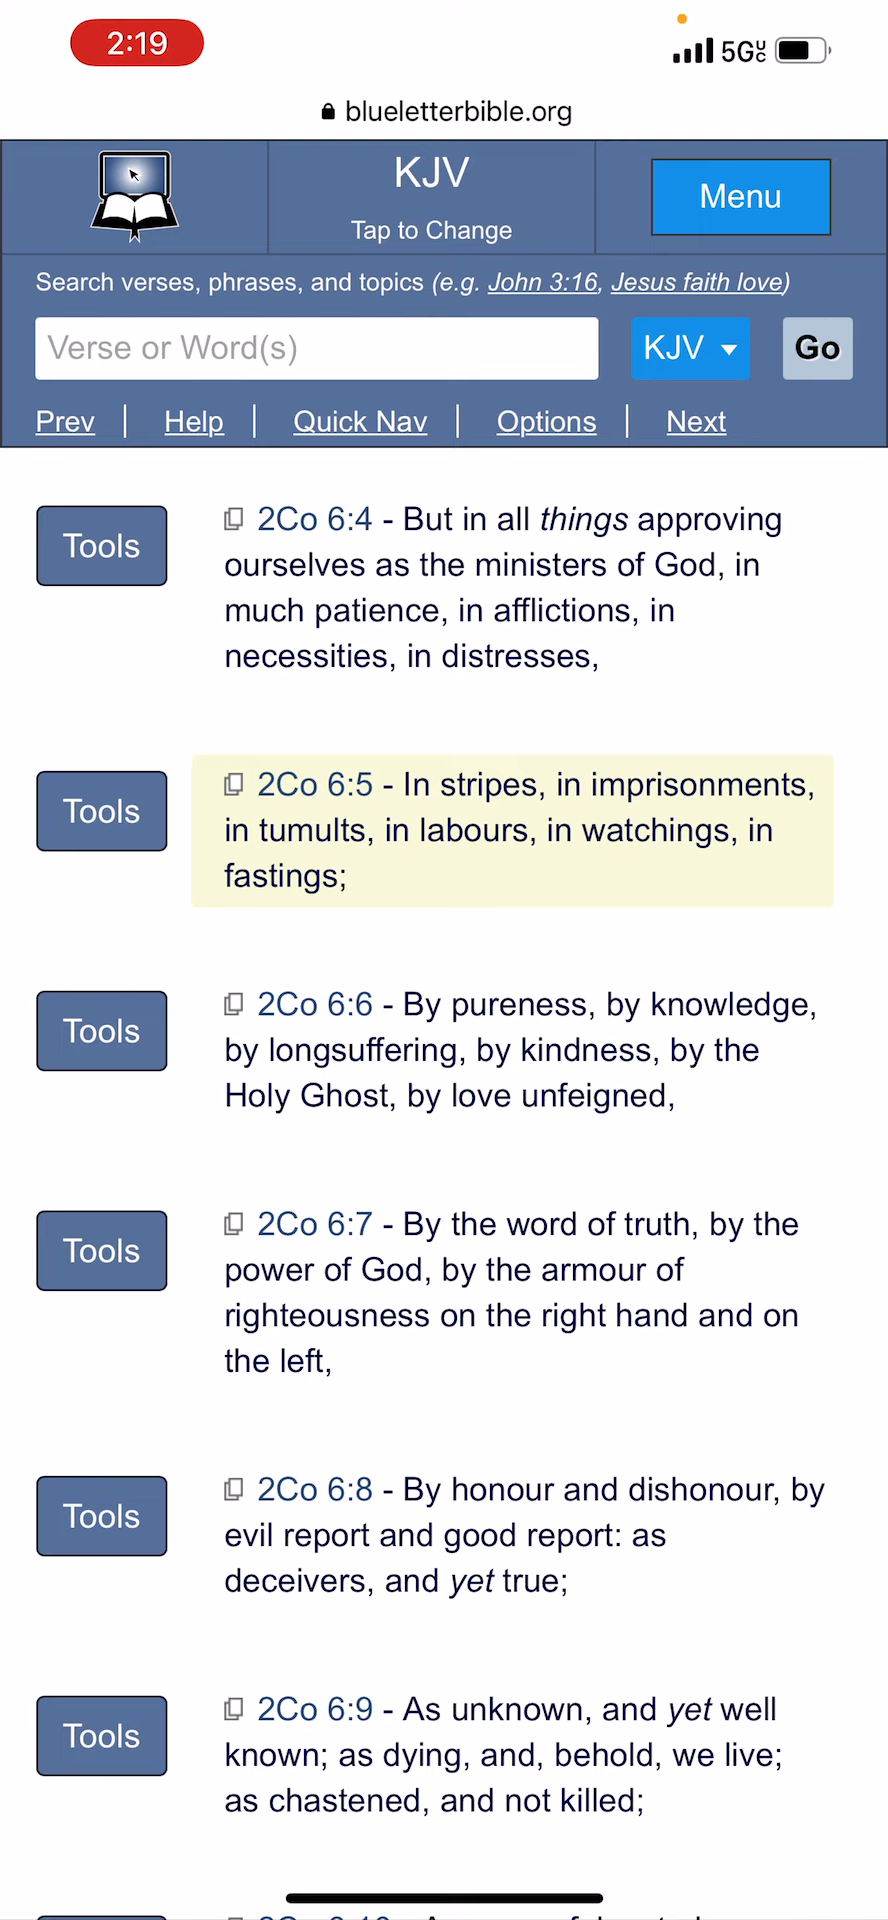 2:19
5G
blueletterbible.org
KJV
Tap to Change
Menu
Search verses, phrases, and topics (e.g. John 3:16, Jesus faith love)
Verse or Word(s)
KJV
Go
Prev | Help | Quick Nav | Options | Next
Tools
2Co 6:4 - But in all things approving
ourselves as the ministers of God, in
much patience, in afflictions, in
necessities, in distresses,
Tools
2Co 6:5 - In stripes, in imprisonments,
in tumults, in labours, in watchings, in
fastings;
Tools
2Co 6:6 - By pureness, by knowledge,
by longsuffering, by kindness, by the
Holy Ghost, by love unfeigned,
Tools
2Co 6:7 - By the word of truth, by the
power of God, by the armour of
righteousness on the right hand and on
the left,
Tools
2Co 6:8 - By honour and dishonour, by
evil report and good report: as
deceivers, and yet true;
Tools
2Co 6:9 - As unknown, and yet well
known; as dying, and, behold, we live;
as chastened, and not killed;